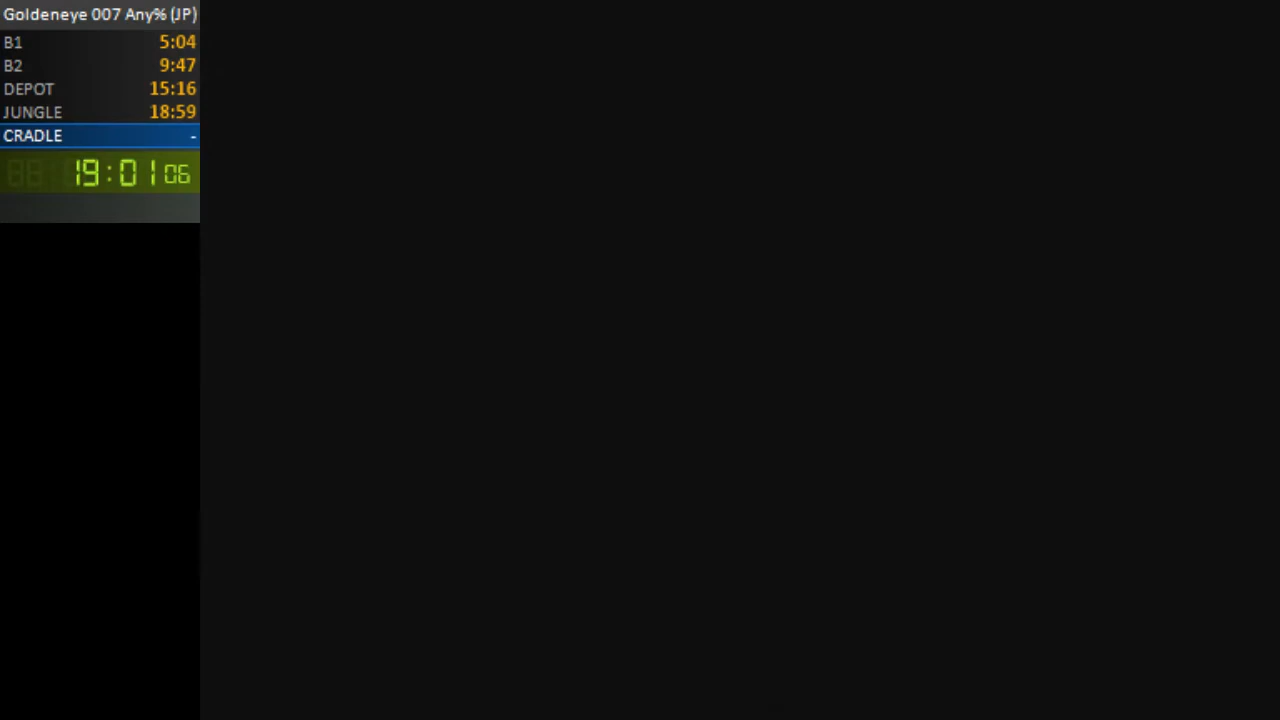 Goldeneye 007 Any% (JP)
B1 5:04
B2 9:47
DEPOT 15:16
JUNGLE 18:59
CRADLE -
19:01 06